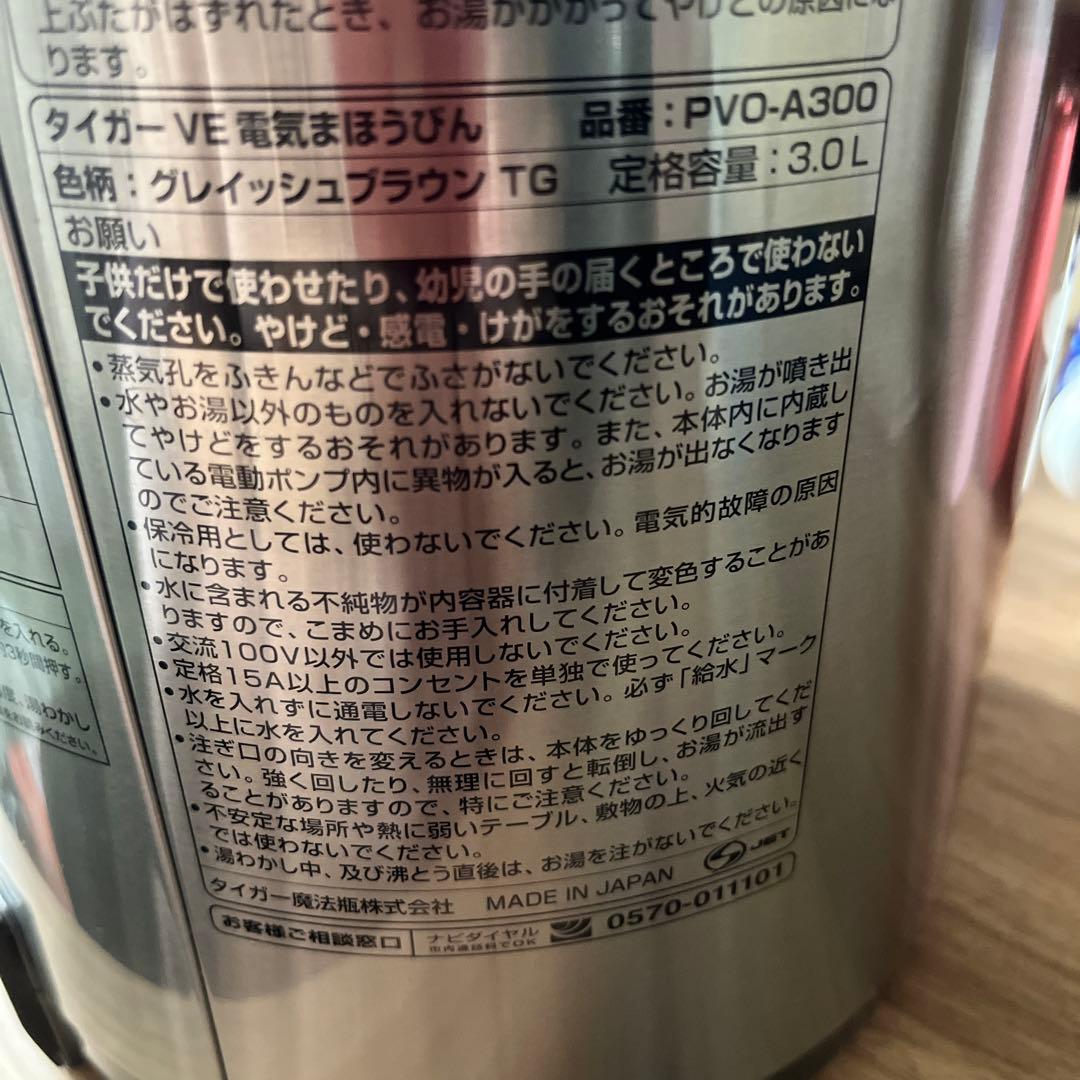 上ぶたがはずれたとき、お湯がかかってやけどの原因にな
ります。
タイガー VE 電気まほうびん 品番：PVO-A300
色柄：グレイッシュブラウン TG 定格容量：3.0L
お願い
子供だけで使わせたり、幼児の手の届くところで使わない
でください。やけど・感電・けがをするおそれがあります。
・蒸気孔をふきんなどでふさがないでください。
・水やお湯以外のものを入れないでください。お湯が噴き出
てやけどをするおそれがあります。また、本体内に内蔵し
ている電動ポンプ内に異物が入ると、お湯が出なくなります
のでご注意ください。
・保冷用としては、使わないでください。電気的故障の原因
になります。
・水に含まれる不純物が内容器に付着して変色することがあ
りますので、こまめにお手入れしてください。
・交流100V以外では使用しないでください。
・定格15A以上のコンセントを単独で使ってください。
・水を入れずに通電しないでください。必ず「給水」マーク
以上に水を入れてください。
・注ぎ口の向きを変えるときは、本体をゆっくり回してくだ
さい。強く回したり、無理に回すと転倒し、お湯が流出す
ることがありますので、特にご注意ください。
・不安定な場所や熱に弱いテーブル、敷物の上、火気の近く
では使わないでください。
・湯わかし中、及び沸とう直後は、お湯を注がないでください。
タイガー魔法瓶株式会社 MADE IN JAPAN JET
お客様ご相談窓口 ナビダイヤル 市内通話料でOK 0570-011101
を入れる。
3秒間押す。
湯わかし
ください。